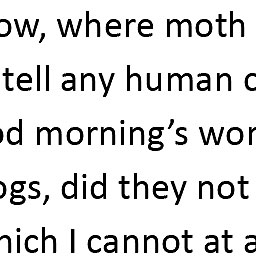 ow, where moth
tell any human
od morning's wor
ogs, did they not
hich I cannot at a